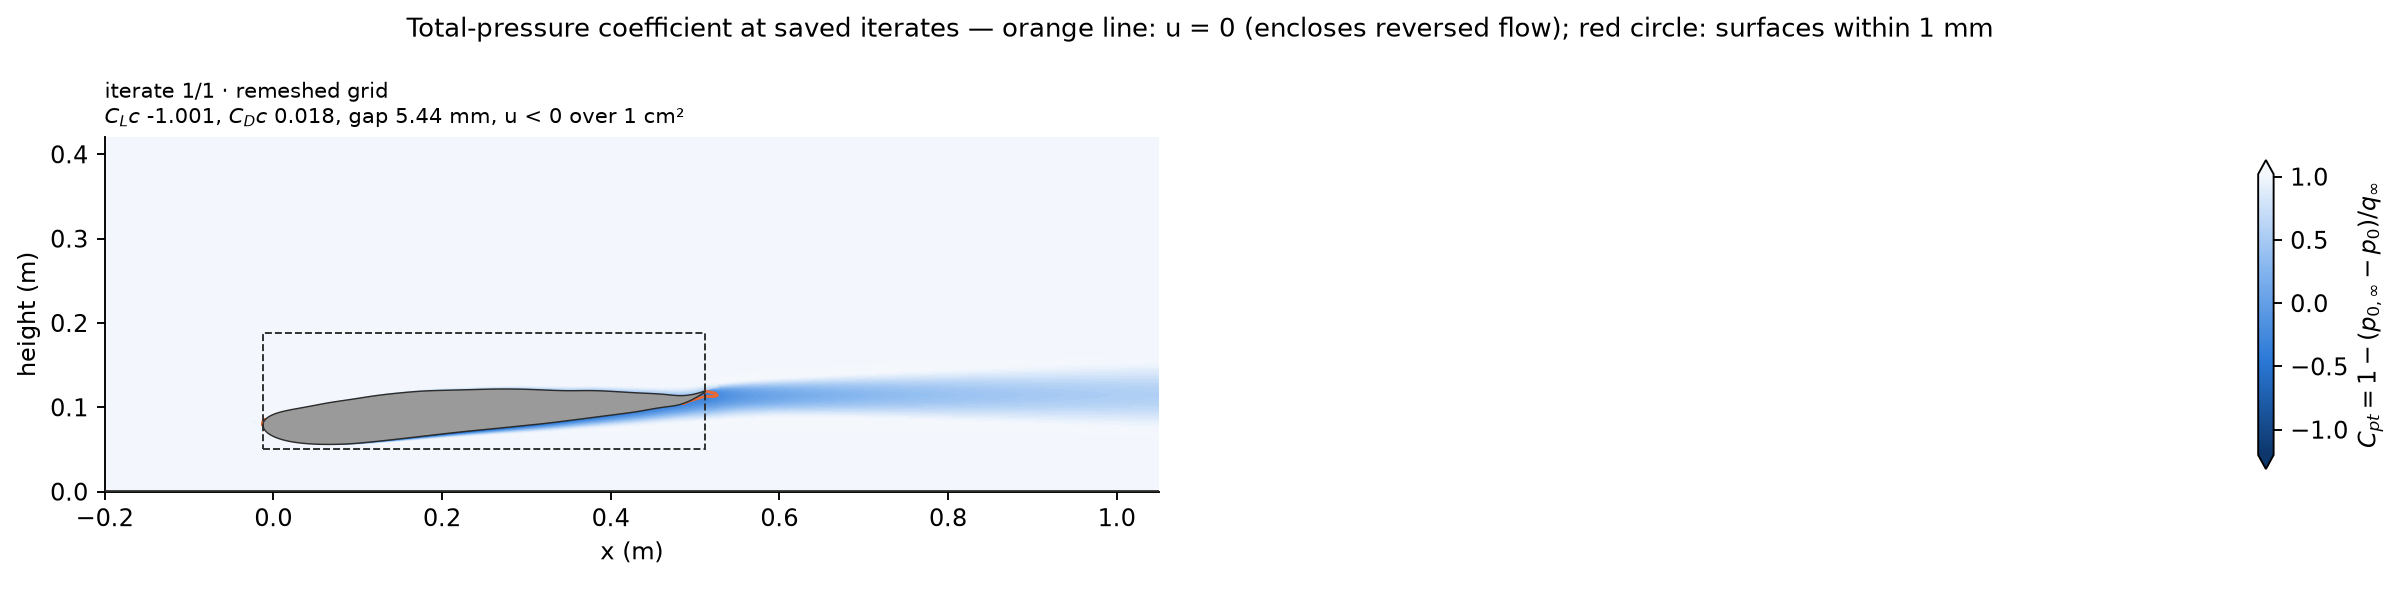 Total-pressure coefficient at saved iterates — orange line: u = 0 (encloses reversed flow); red circle: surfaces within 1 mm
iterate 1/1 · remeshed grid
C_Lc -1.001, C_Dc 0.018, gap 5.44 mm, u < 0 over 1 cm²
0.4
0.3
0.2
0.1
0.0
height (m)
−0.2
0.0
0.2
0.4
0.6
0.8
1.0
x (m)
1.0
0.5
0.0
−0.5
−1.0
C_pt = 1 − (p_0,∞ − p_0)/q_∞